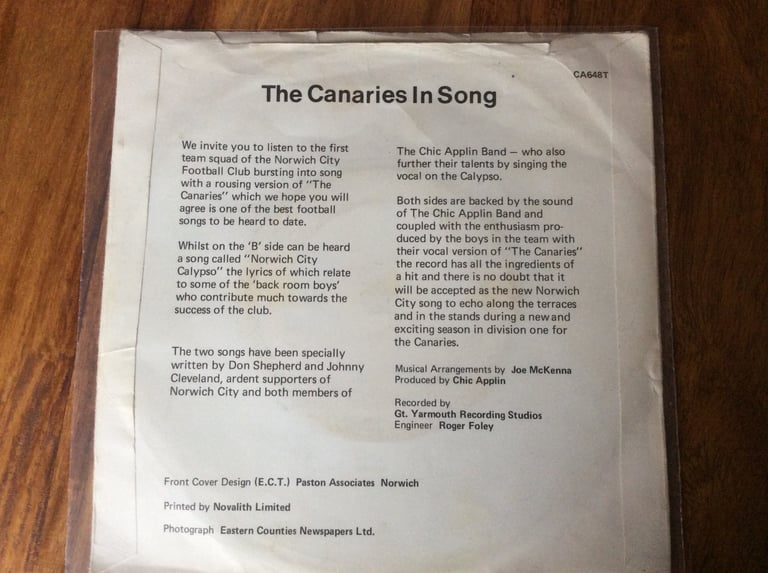 CA648T
The Canaries In Song
We invite you to listen to the first
team squad of the Norwich City
Football Club bursting into song
with a rousing version of "The
Canaries" which we hope you will
agree is one of the best football
songs to be heard to date.
Whilst on the 'B' side can be heard
a song called "Norwich City
Calypso" the lyrics of which relate
to some of the 'back room boys'
who contribute much towards the
success of the club.
The two songs have been specially
written by Don Shepherd and Johnny
Cleveland, ardent supporters of
Norwich City and both members of
The Chic Applin Band — who also
further their talents by singing the
vocal on the Calypso.
Both sides are backed by the sound
of The Chic Applin Band and
coupled with the enthusiasm pro-
duced by the boys in the team with
their vocal version of "The Canaries"
the record has all the ingredients of
a hit and there is no doubt that it
will be accepted as the new Norwich
City song to echo along the terraces
and in the stands during a new and
exciting season in division one for
the Canaries.
Musical Arrangements by Joe McKenna
Produced by Chic Applin
Recorded by
Gt. Yarmouth Recording Studios
Engineer Roger Foley
Front Cover Design (E.C.T.) Paston Associates Norwich
Printed by Novalith Limited
Photograph Eastern Counties Newspapers Ltd.